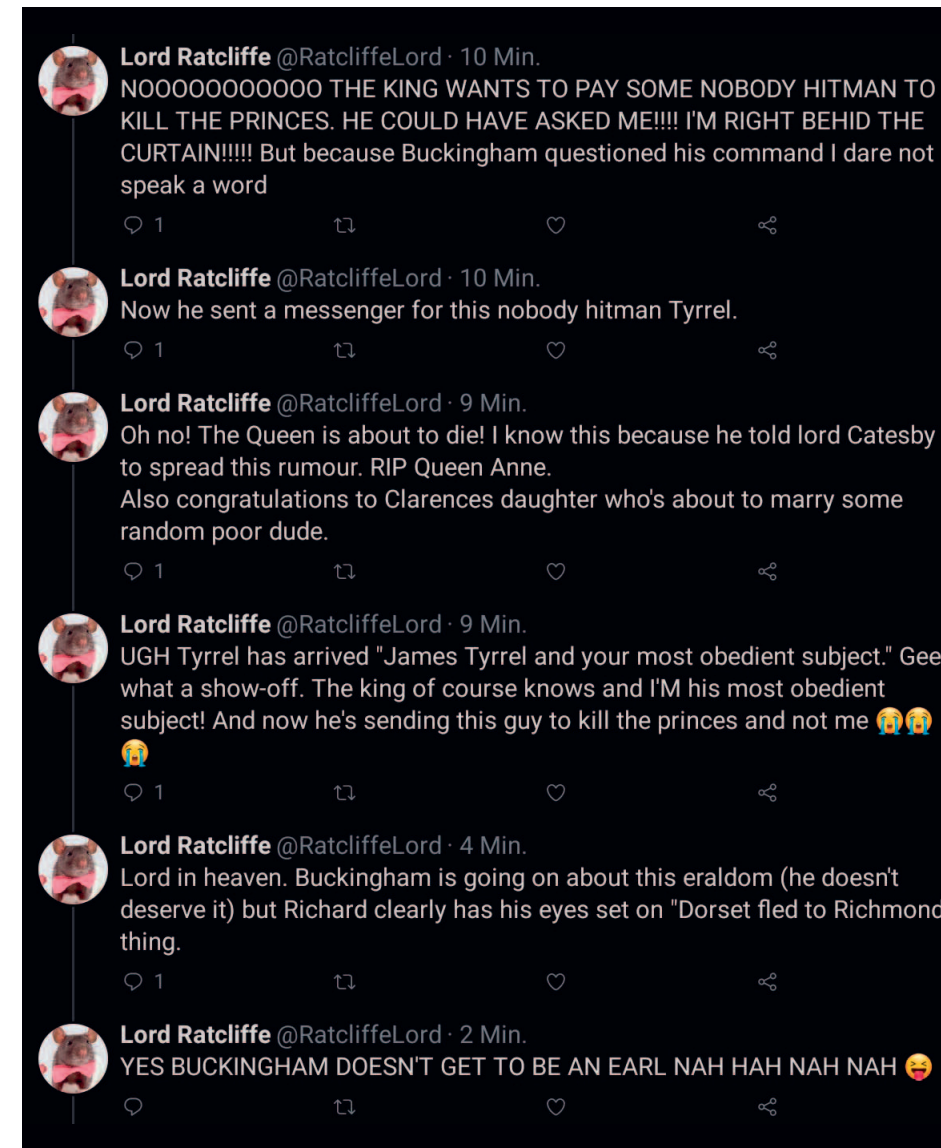 Lord Ratcliffe @RatcliffeLord · 10 Min.
NOOOOOOOOOOO THE KING WANTS TO PAY SOME NOBODY HITMAN TO
KILL THE PRINCES. HE COULD HAVE ASKED ME!!!! I'M RIGHT BEHID THE
CURTAIN!!!!! But because Buckingham questioned his command I dare not
speak a word
1
Lord Ratcliffe @RatcliffeLord · 10 Min.
Now he sent a messenger for this nobody hitman Tyrrel.
1
Lord Ratcliffe @RatcliffeLord · 9 Min.
Oh no! The Queen is about to die! I know this because he told lord Catesby
to spread this rumour. RIP Queen Anne.
Also congratulations to Clarences daughter who's about to marry some
random poor dude.
1
Lord Ratcliffe @RatcliffeLord · 9 Min.
UGH Tyrrel has arrived "James Tyrrel and your most obedient subject." Gee
what a show-off. The king of course knows and I'M his most obedient
subject! And now he's sending this guy to kill the princes and not me 😭😭
😭
1
Lord Ratcliffe @RatcliffeLord · 4 Min.
Lord in heaven. Buckingham is going on about this eraldom (he doesn't
deserve it) but Richard clearly has his eyes set on "Dorset fled to Richmond
thing.
1
Lord Ratcliffe @RatcliffeLord · 2 Min.
YES BUCKINGHAM DOESN'T GET TO BE AN EARL NAH HAH NAH NAH 😝